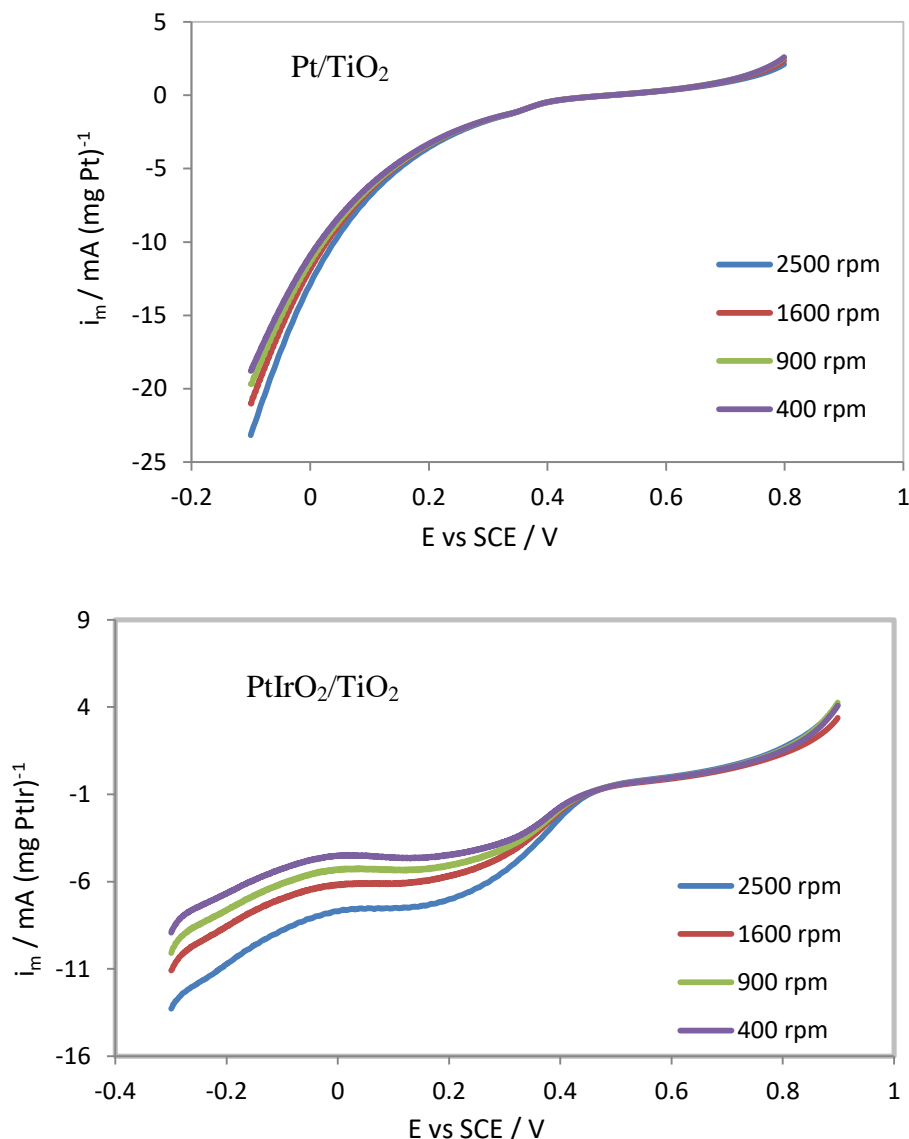 5
0
-5
-10
-15
-20
-25
-0.2 0 0.2 0.4 0.6 0.8 1
Pt/TiO₂
i_m / mA (mg Pt)⁻¹
E vs SCE / V
2500 rpm
1600 rpm
900 rpm
400 rpm
9
4
-1
-6
-11
-16
-0.4 -0.2 0 0.2 0.4 0.6 0.8 1
PtIrO₂/TiO₂
i_m / mA (mg PtIr)⁻¹
E vs SCE / V
2500 rpm
1600 rpm
900 rpm
400 rpm